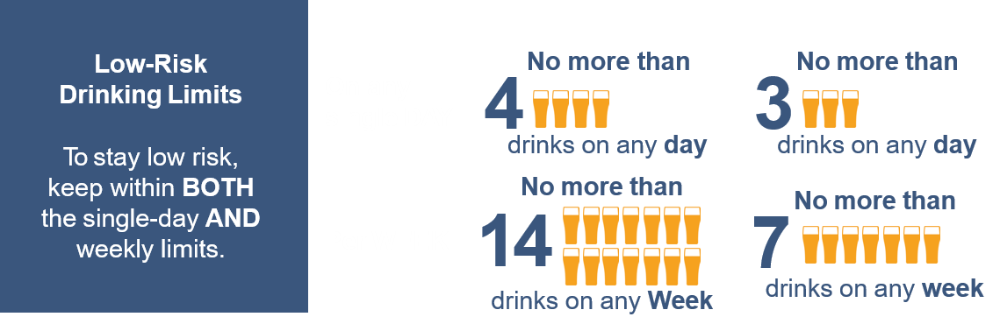 Low-Risk
Drinking Limits
To stay low risk,
keep within BOTH
the single-day AND
weekly limits.
No more than
4
drinks on any day
No more than
14
drinks on any Week
No more than
3
drinks on any day
No more than
7
drinks on any week